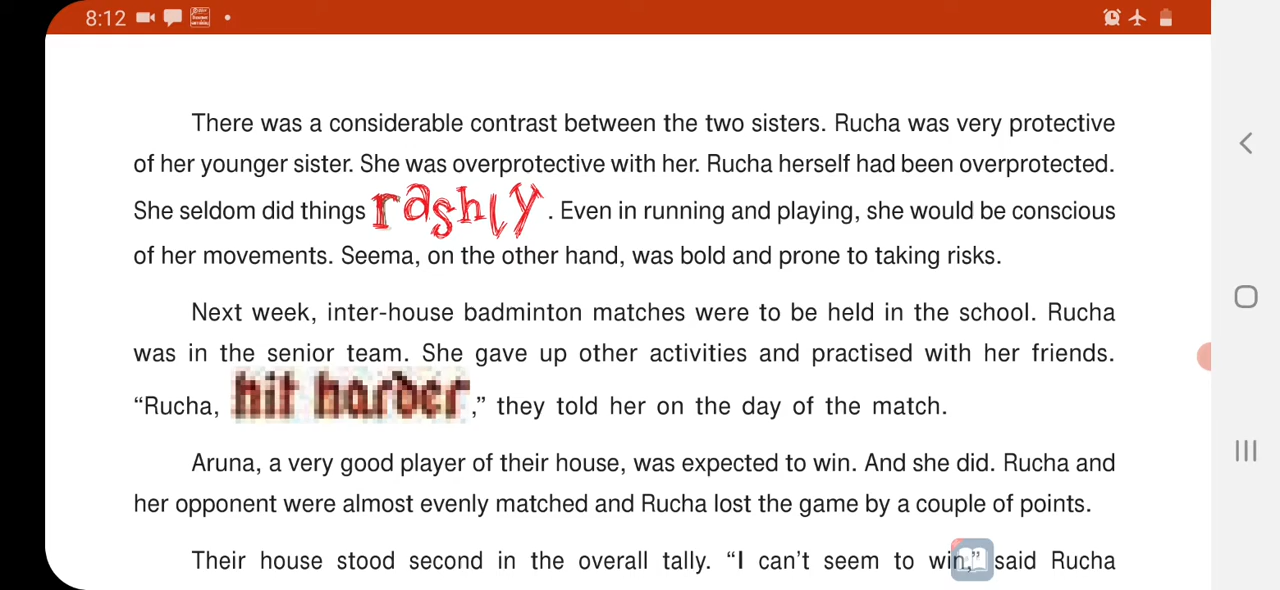 8:12
There was a considerable contrast between the two sisters. Rucha was very protective
of her younger sister. She was overprotective with her. Rucha herself had been overprotected.
She seldom did things rashly. Even in running and playing, she would be conscious
of her movements. Seema, on the other hand, was bold and prone to taking risks.
Next week, inter-house badminton matches were to be held in the school. Rucha
was in the senior team. She gave up other activities and practised with her friends.
“Rucha, hit harder,” they told her on the day of the match.
Aruna, a very good player of their house, was expected to win. And she did. Rucha and
her opponent were almost evenly matched and Rucha lost the game by a couple of points.
Their house stood second in the overall tally. “I can’t seem to win,” said Rucha